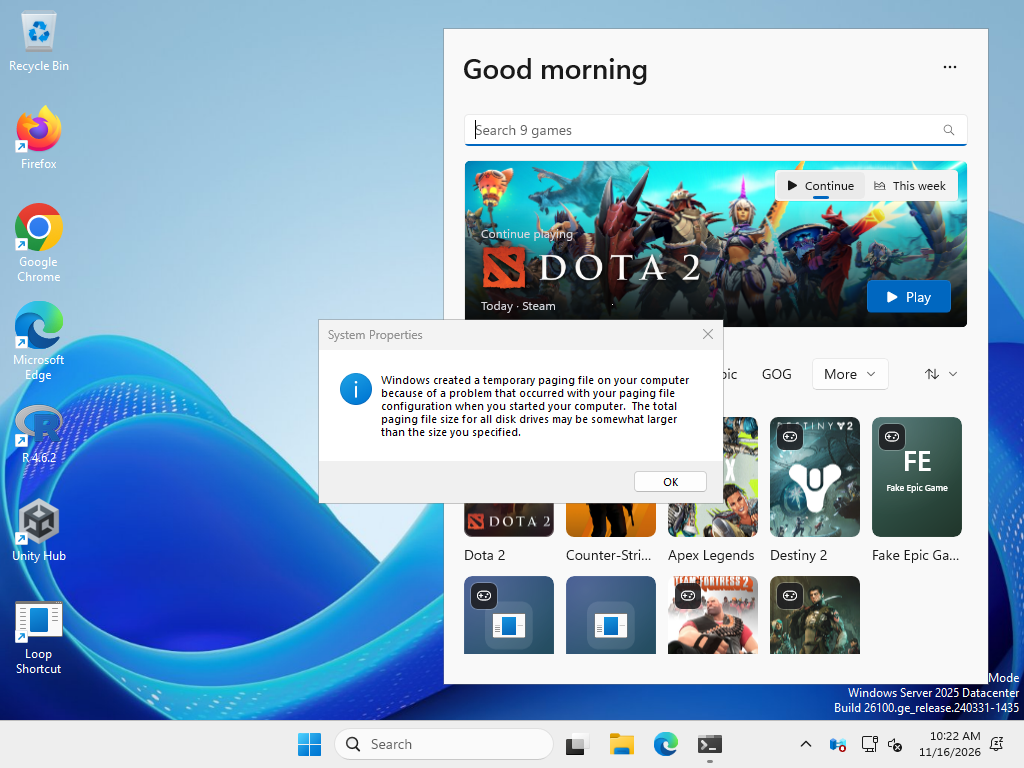 Recycle Bin
Firefox
Google
Chrome
Microsoft
Edge
R 4.6.2
Unity Hub
Loop
Shortcut
Good morning
Search 9 games
Continue
This week
Continue playing
DOTA 2
Today · Steam
Play
System Properties
Windows created a temporary paging file on your computer
because of a problem that occurred with your paging file
configuration when you started your computer.  The total
paging file size for all disk drives may be somewhat larger
than the size you specified.
OK
GOG
More
DOTA 2
DESTINY 2
FE
Fake Epic Game
Dota 2
Counter-Stri...
Apex Legends
Destiny 2
Fake Epic Ga...
TEAM FORTRESS 2
Mode
Windows Server 2025 Datacenter
Build 26100.ge_release.240331-1435
Search
10:22 AM
11/16/2026